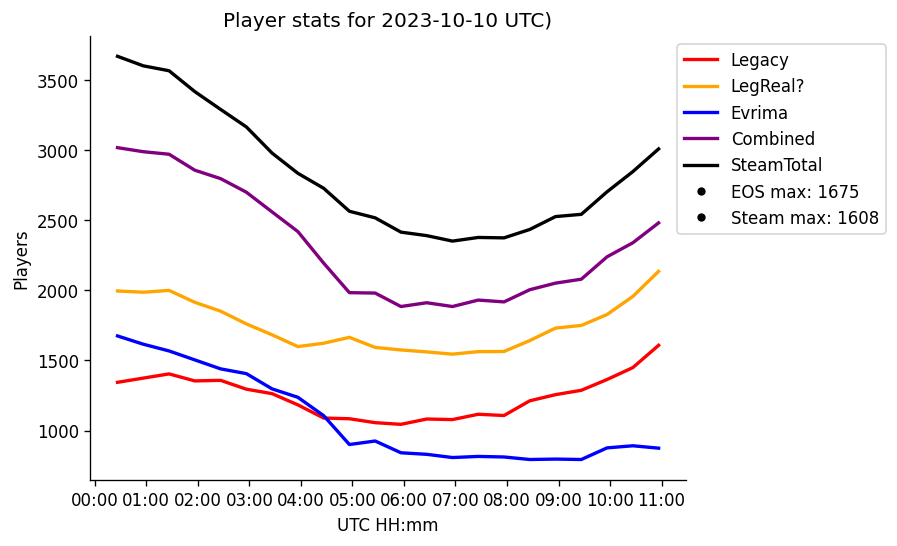 Player stats for 2023-10-10 UTC)
Legacy
LegReal?
Evrima
Combined
SteamTotal
EOS max: 1675
Steam max: 1608
3500
3000
2500
2000
1500
1000
Players
00:00 01:00 02:00 03:00 04:00 05:00 06:00 07:00 08:00 09:00 10:00 11:00
UTC HH:mm